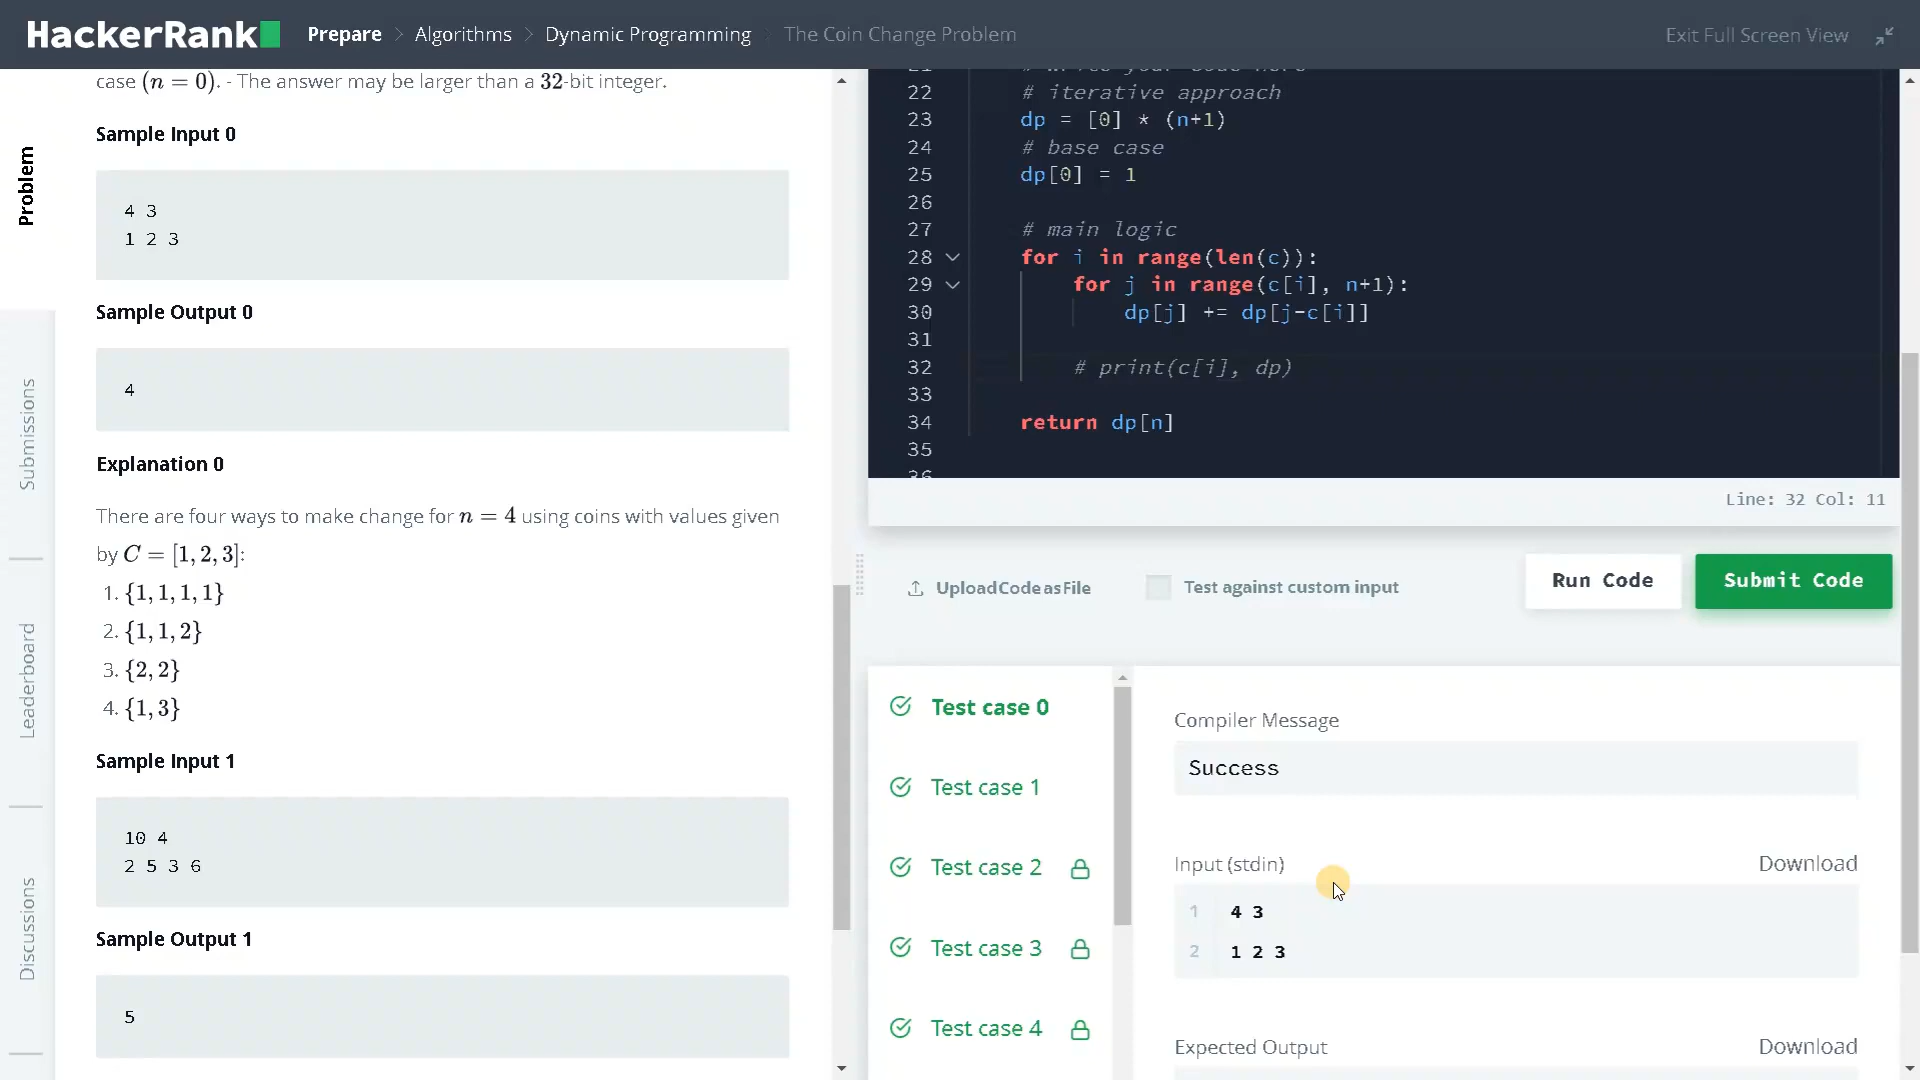 HackerRank
Prepare > Algorithms > Dynamic Programming > The Coin Change Problem
Exit Full Screen View
Problem
Submissions
Leaderboard
Discussions
case (n = 0). - The answer may be larger than a 32-bit integer.
Sample Input 0
4 3
1 2 3
Sample Output 0
4
Explanation 0
There are four ways to make change for n = 4 using coins with values given
by C = [1, 2, 3]:
1. {1, 1, 1, 1}
2. {1, 1, 2}
3. {2, 2}
4. {1, 3}
Sample Input 1
10 4
2 5 3 6
Sample Output 1
5
22 # iterative approach
23 dp = [0] * (n+1)
24 # base case
25 dp[0] = 1
26
27 # main logic
28 for i in range(len(c)):
29 for j in range(c[i], n+1):
30 dp[j] += dp[j-c[i]]
31
32 # print(c[i], dp)
33
34 return dp[n]
35
Line: 32 Col: 11
Upload Code as File
Test against custom input
Run Code
Submit Code
Test case 0
Test case 1
Test case 2
Test case 3
Test case 4
Compiler Message
Success
Input (stdin)
Download
1 4 3
2 1 2 3
Expected Output
Download